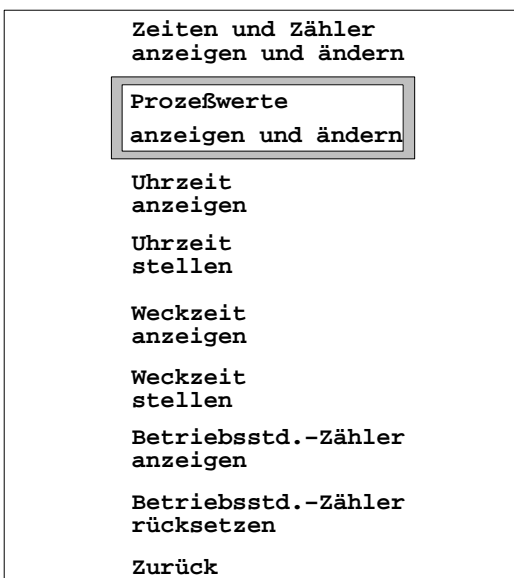 Zeiten und Zähler
anzeigen und ändern
Prozeßwerte
anzeigen und ändern
Uhrzeit
anzeigen
Uhrzeit
stellen
Weckzeit
anzeigen
Weckzeit
stellen
Betriebsstd.-Zähler
anzeigen
Betriebsstd.-Zähler
rücksetzen
Zurück